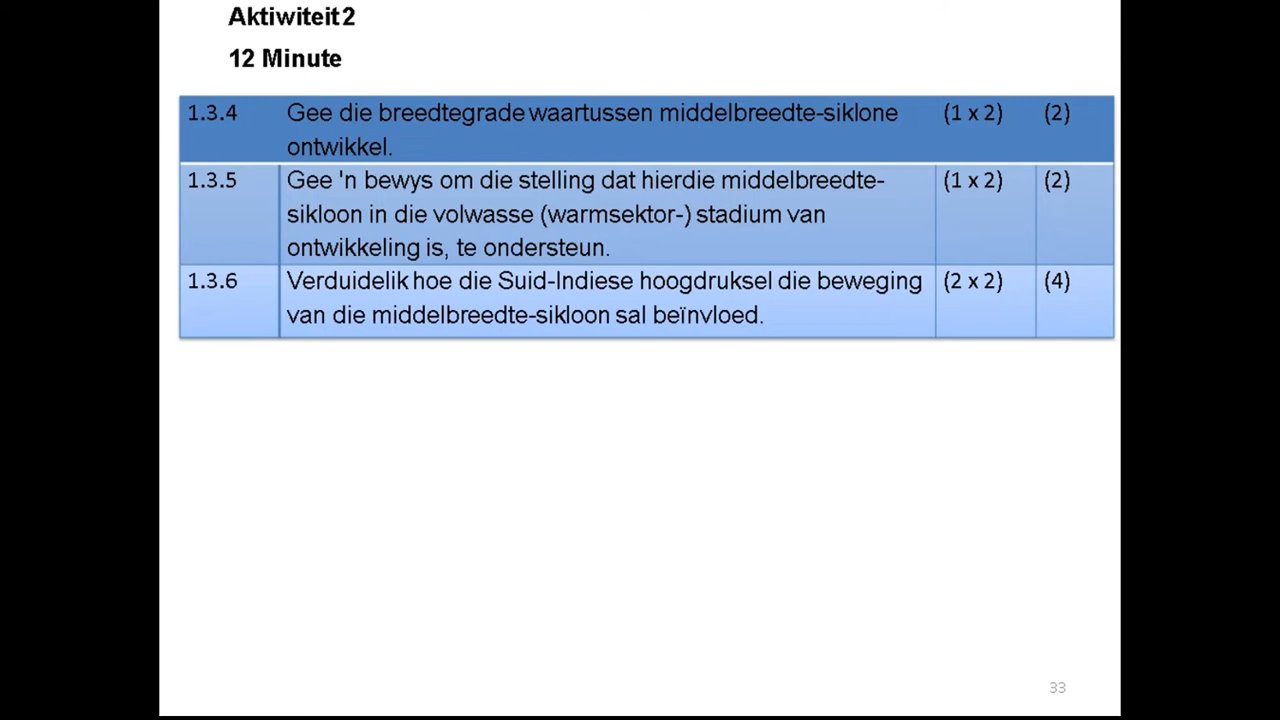 Aktiwiteit 2
12 Minute
1.3.4 Gee die breedtegrade waartussen middelbreedte-siklone (1 x 2) (2)
ontwikkel.
1.3.5 Gee 'n bewys om die stelling dat hierdie middelbreedte- (1 x 2) (2)
sikloon in die volwasse (warmsektor-) stadium van
ontwikkeling is, te ondersteun.
1.3.6 Verduidelik hoe die Suid-Indiese hoogdruksel die beweging (2 x 2) (4)
van die middelbreedte-sikloon sal beïnvloed.
33